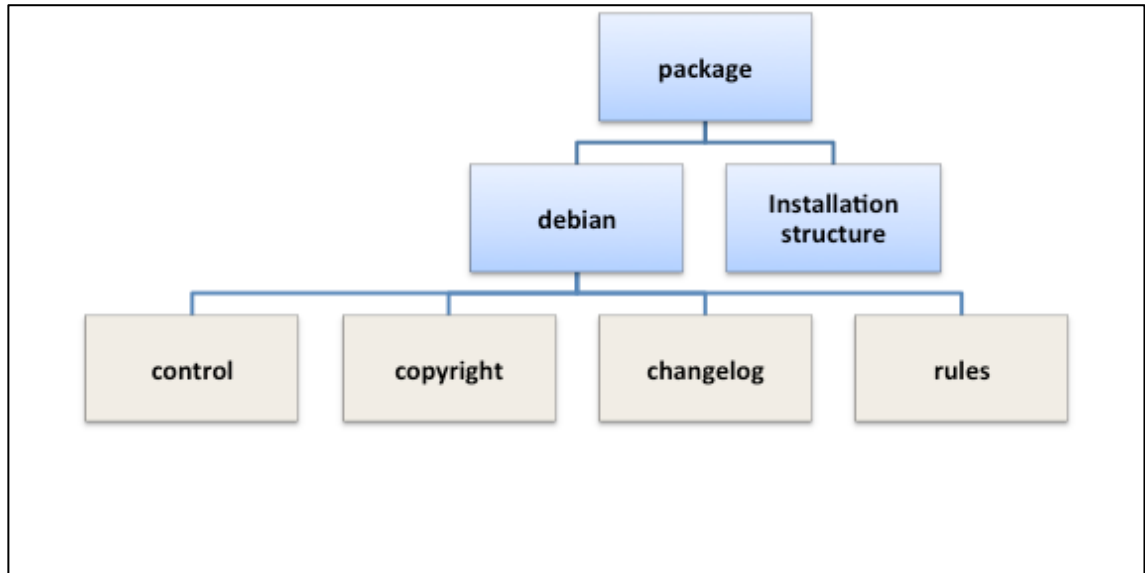 package
debian
Installation
structure
control
copyright
changelog
rules